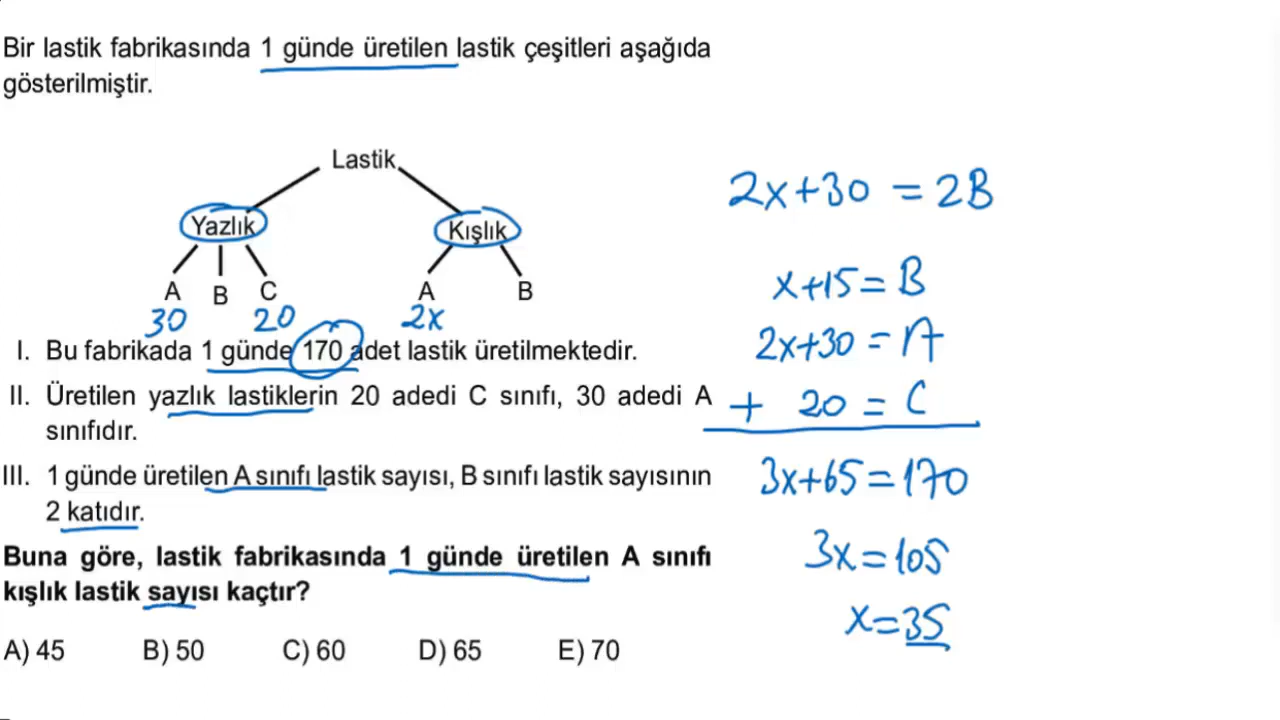 Bir lastik fabrikasında 1 günde üretilen lastik çeşitleri aşağıda
gösterilmiştir.
Lastik
Yazlık
Kışlık
A B C
A B
30 20 2x
I. Bu fabrikada 1 günde 170 adet lastik üretilmektedir.
II. Üretilen yazlık lastiklerin 20 adedi C sınıfı, 30 adedi A
sınıfıdır.
III. 1 günde üretilen A sınıfı lastik sayısı, B sınıfı lastik sayısının
2 katıdır.
Buna göre, lastik fabrikasında 1 günde üretilen A sınıfı
kışlık lastik sayısı kaçtır?
A) 45 B) 50 C) 60 D) 65 E) 70
2x+30 = 2B
x+15 = B
2x+30 = A
+ 20 = C
3x+65 = 170
3x = 105
x = 35